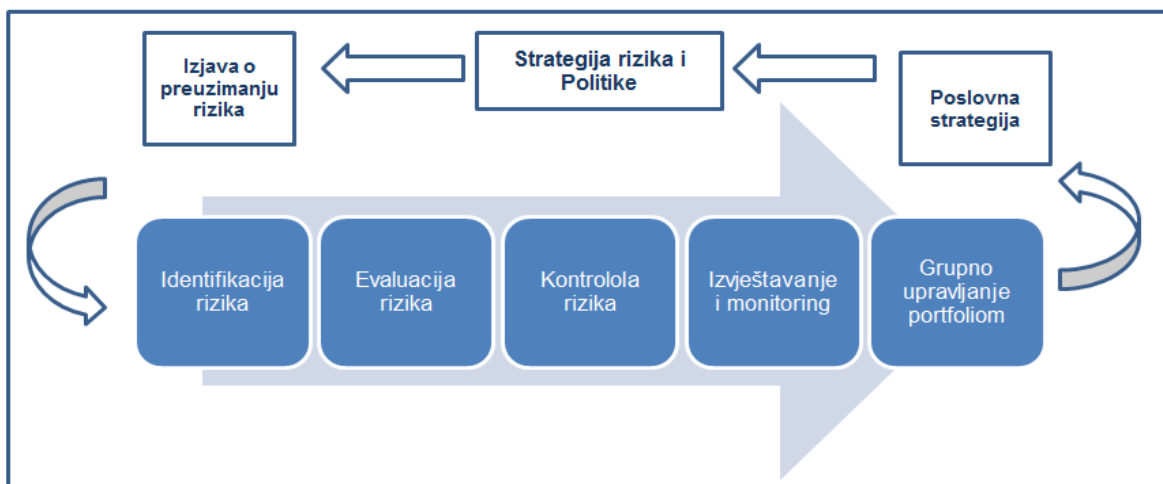 Izjava o
preuzimanju
rizika
Strategija rizika i
Politike
Poslovna
strategija
Identifikacija
rizika
Evaluacija
rizika
Kontrolola
rizika
Izvještavanje
i monitoring
Grupno
upravljanje
portfoliom